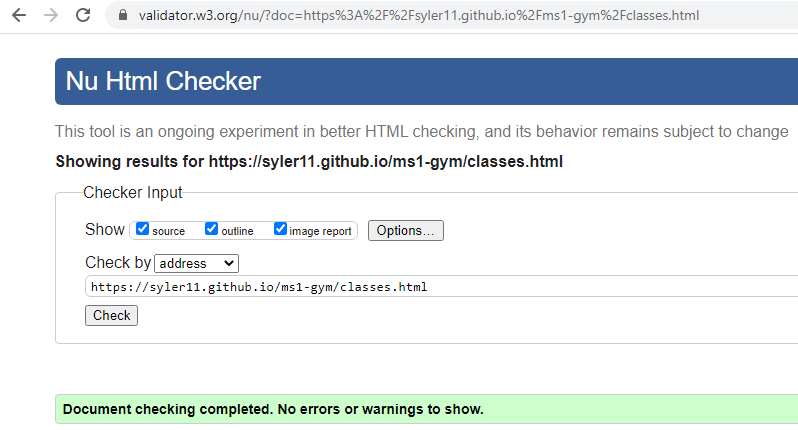 validator.w3.org/nu/?doc=https%3A%2F%2Fsyler11.github.io%2Fms1-gym%2Fclasses.html
Nu Html Checker
This tool is an ongoing experiment in better HTML checking, and its behavior remains subject to change
Showing results for https://syler11.github.io/ms1-gym/classes.html
Checker Input
Show source outline image report Options...
Check by address
https://syler11.github.io/ms1-gym/classes.html
Check
Document checking completed. No errors or warnings to show.